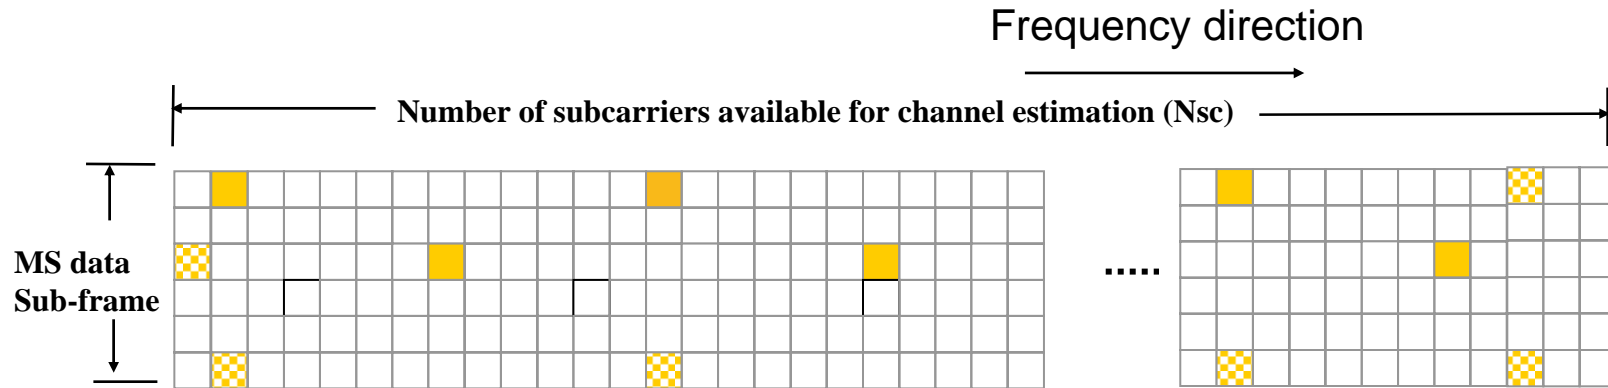 Frequency direction
Number of subcarriers available for channel estimation (Nsc)
MS data
Sub-frame
.....